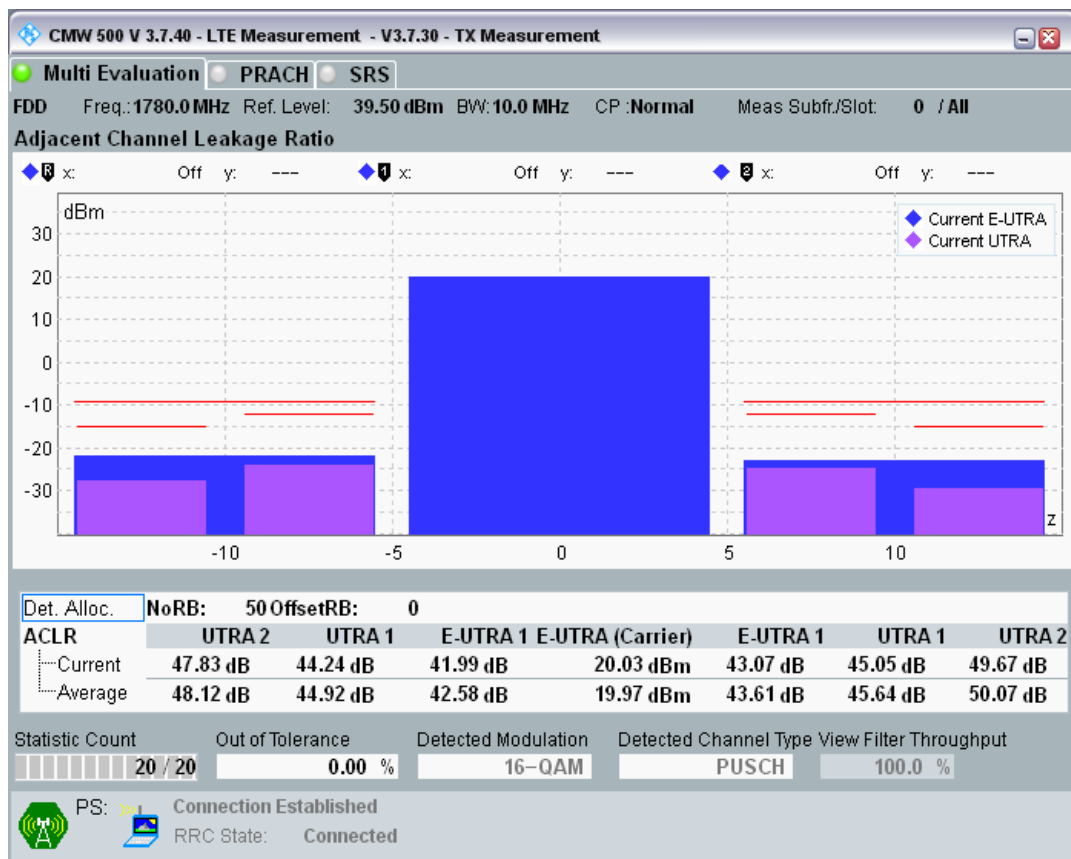 CMW 500 V 3.7.40 - LTE Measurement - V3.7.30 - TX Measurement
Multi Evaluation PRACH SRS
FDD Freq.:1780.0 MHz Ref. Level: 39.50 dBm BW:10.0 MHz CP :Normal Meas Subfr./Slot: 0 / All
Adjacent Channel Leakage Ratio
R x: Off y: --- 1 x: Off y: --- 2 x: Off y: ---
dBm
Current E-UTRA
Current UTRA
30
20
10
0
-10
-20
-30
z
-10 -5 0 5 10
Det. Alloc. NoRB: 50 OffsetRB: 0
ACLR UTRA 2 UTRA 1 E-UTRA 1 E-UTRA (Carrier) E-UTRA 1 UTRA 1 UTRA 2
Current 47.83 dB 44.24 dB 41.99 dB 20.03 dBm 43.07 dB 45.05 dB 49.67 dB
Average 48.12 dB 44.92 dB 42.58 dB 19.97 dBm 43.61 dB 45.64 dB 50.07 dB
Statistic Count Out of Tolerance Detected Modulation Detected Channel Type View Filter Throughput
20 / 20 0.00 % 16-QAM PUSCH 100.0 %
PS: Connection Established
RRC State: Connected